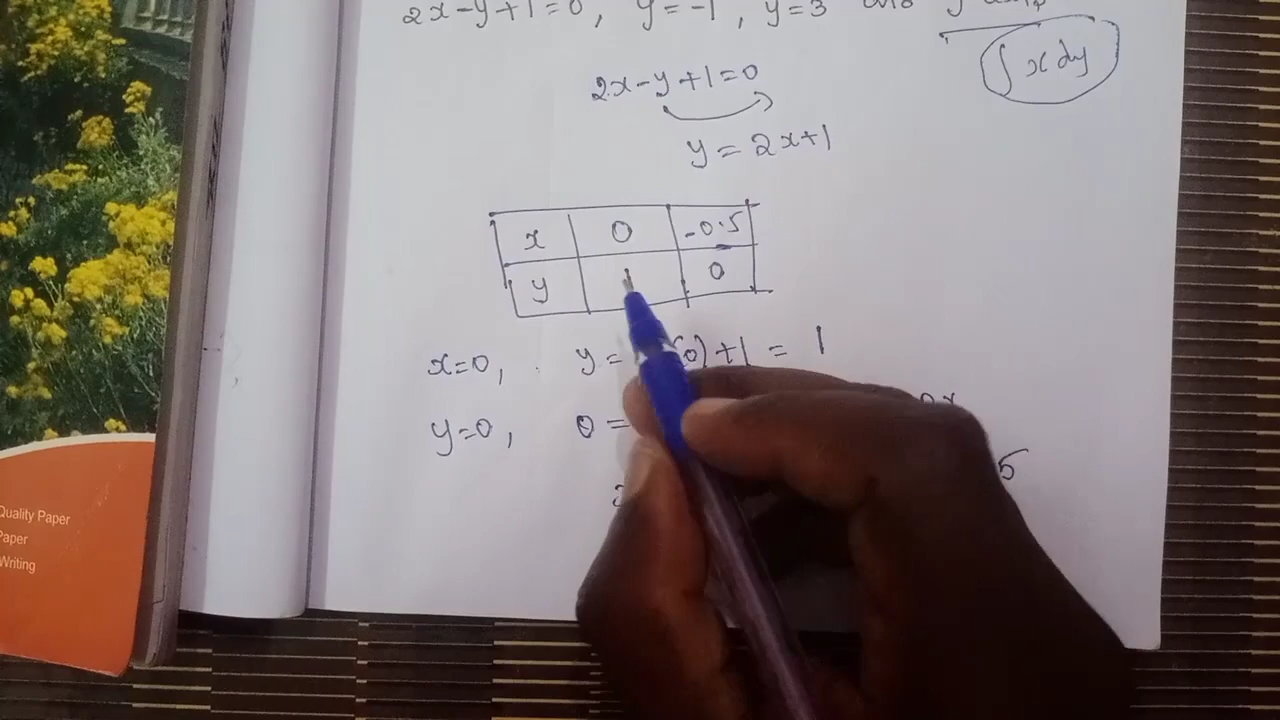 2x-y+1=0, y=-1, y=3
∫ x dy
2x-y+1=0
y = 2x+1
x 0 -0.5
y 1 0
x=0, y= (0)+1 = 1
y=0, 0=
5
Quality Paper
Paper
Writing